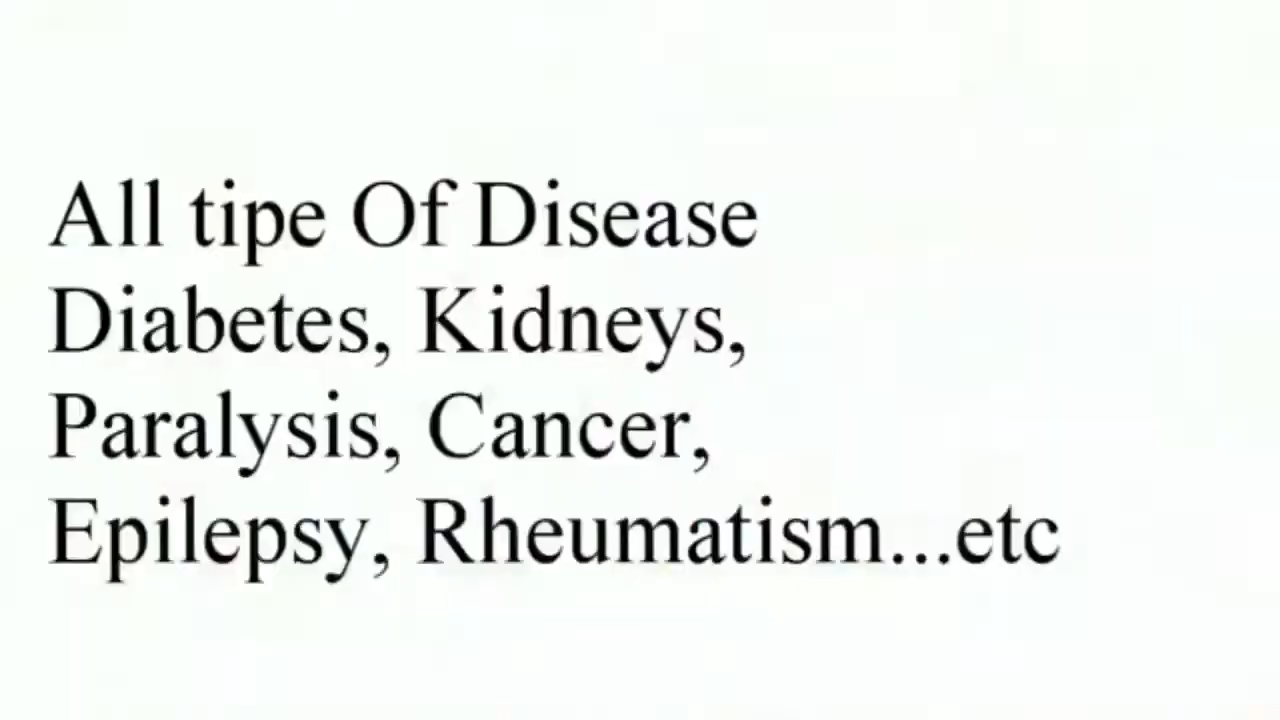 All tipe Of Disease
Diabetes, Kidneys,
Paralysis, Cancer,
Epilepsy, Rheumatism...etc